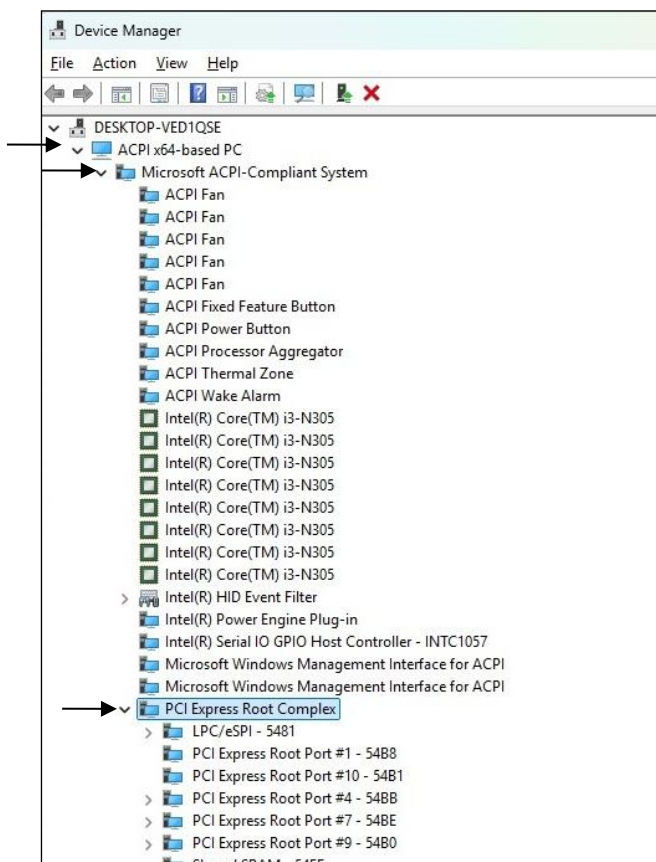 Device Manager
File Action View Help
DESKTOP-VED1QSE
ACPI x64-based PC
Microsoft ACPI-Compliant System
ACPI Fan
ACPI Fan
ACPI Fan
ACPI Fan
ACPI Fan
ACPI Fixed Feature Button
ACPI Power Button
ACPI Processor Aggregator
ACPI Thermal Zone
ACPI Wake Alarm
Intel(R) Core(TM) i3-N305
Intel(R) Core(TM) i3-N305
Intel(R) Core(TM) i3-N305
Intel(R) Core(TM) i3-N305
Intel(R) Core(TM) i3-N305
Intel(R) Core(TM) i3-N305
Intel(R) Core(TM) i3-N305
Intel(R) Core(TM) i3-N305
Intel(R) HID Event Filter
Intel(R) Power Engine Plug-in
Intel(R) Serial IO GPIO Host Controller - INTC1057
Microsoft Windows Management Interface for ACPI
Microsoft Windows Management Interface for ACPI
PCI Express Root Complex
LPC/eSPI - 5481
PCI Express Root Port #1 - 54B8
PCI Express Root Port #10 - 54B1
PCI Express Root Port #4 - 54BB
PCI Express Root Port #7 - 54BE
PCI Express Root Port #9 - 54B0